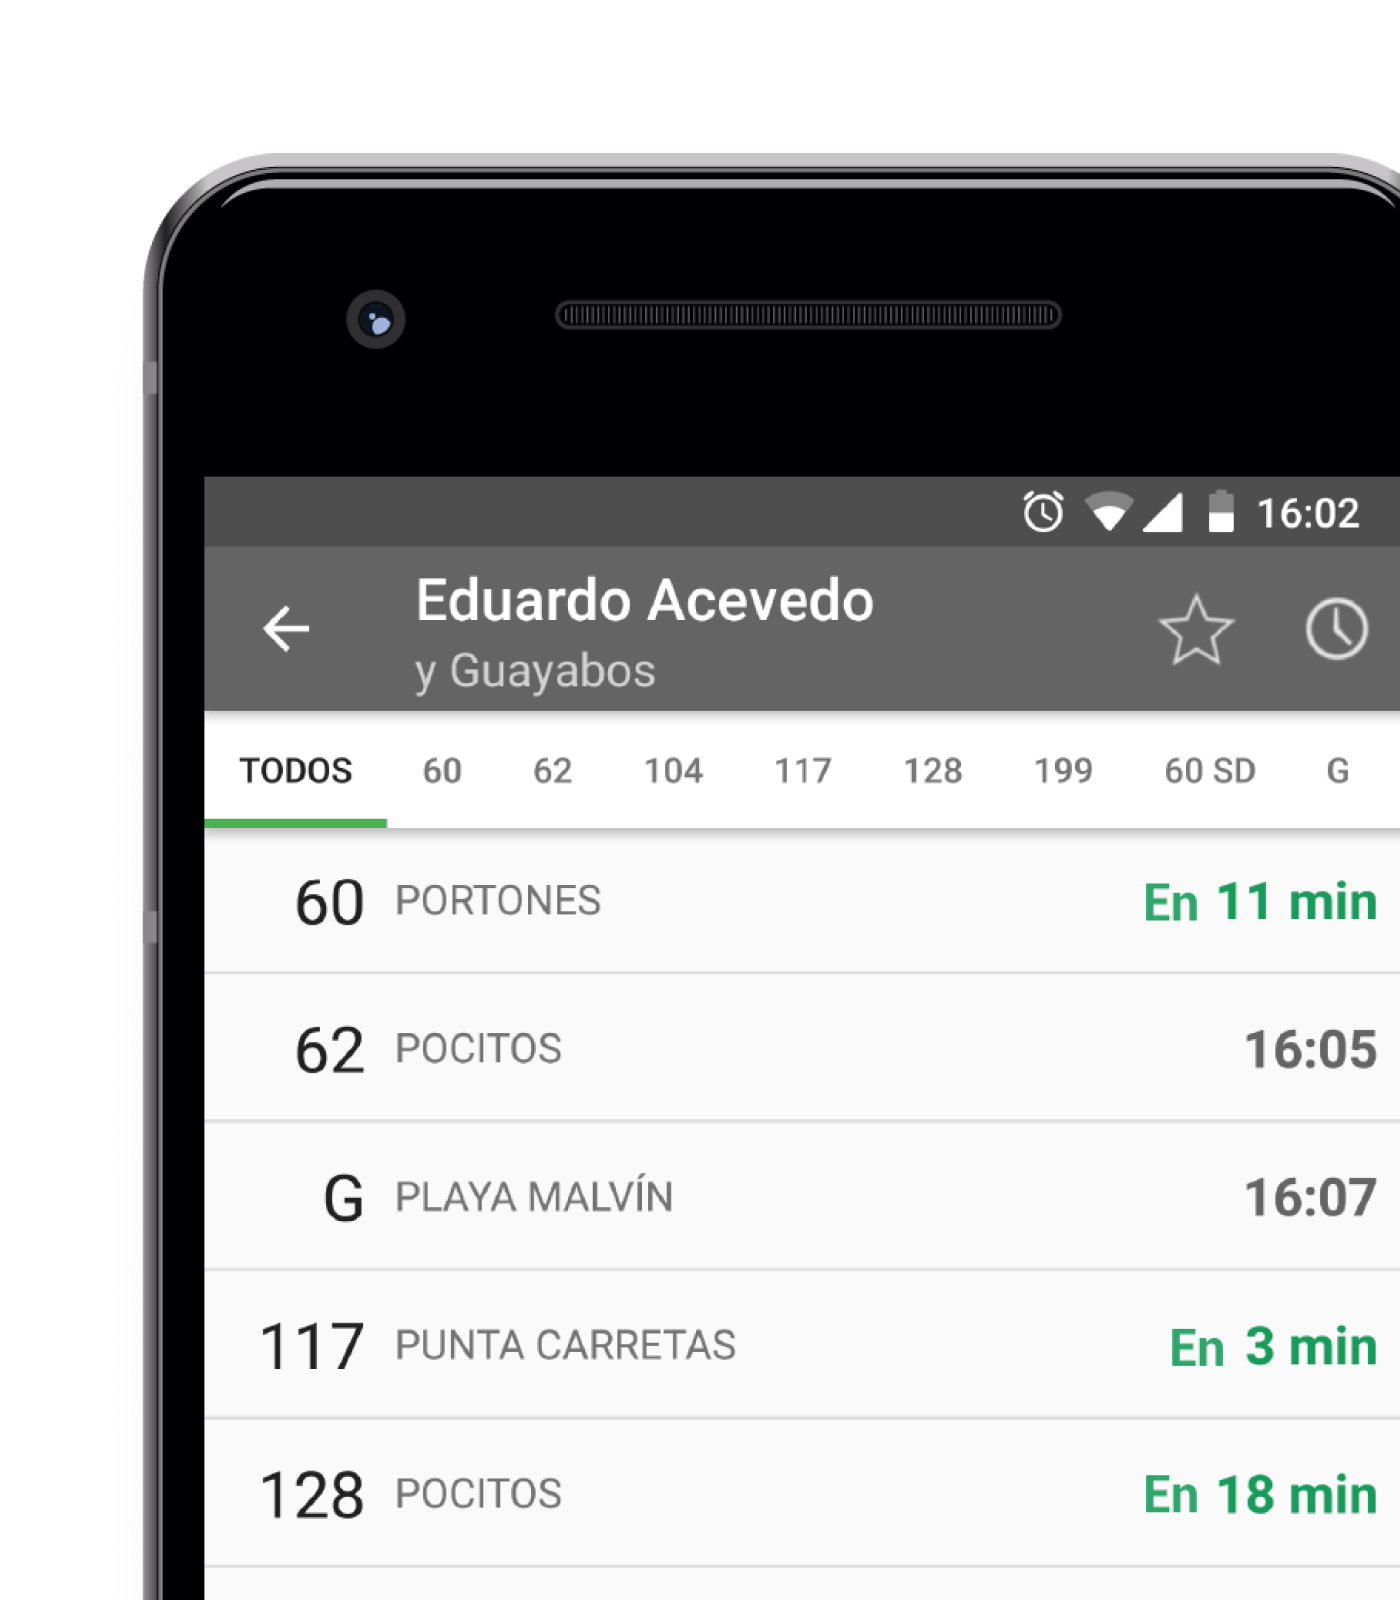 16:02
Eduardo Acevedo
y Guayabos
TODOS 60 62 104 117 128 199 60 SD G
60 PORTONES En 11 min
62 POCITOS 16:05
G PLAYA MALVÍN 16:07
117 PUNTA CARRETAS En 3 min
128 POCITOS En 18 min